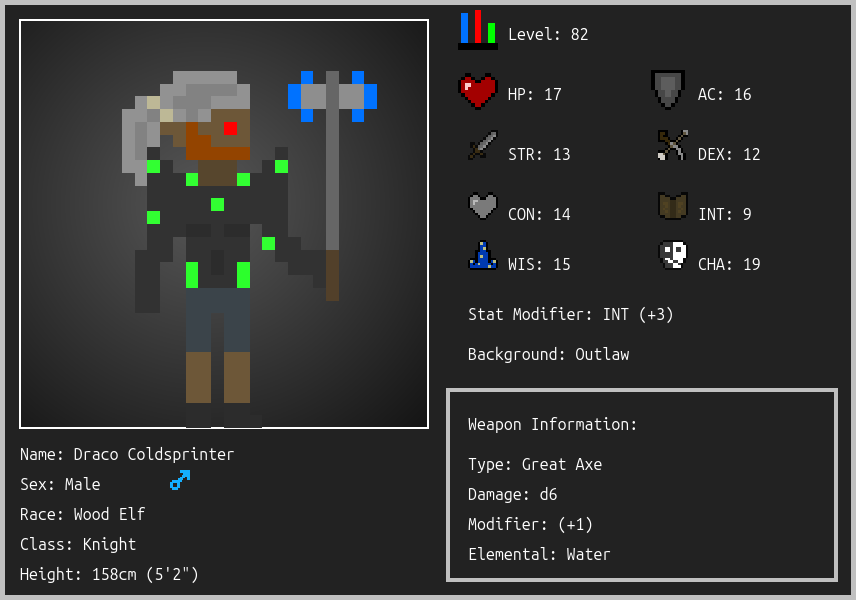 Level: 82
HP: 17
AC: 16
STR: 13
DEX: 12
CON: 14
INT: 9
WIS: 15
CHA: 19
Stat Modifier: INT (+3)
Background: Outlaw
Weapon Information:
Type: Great Axe
Damage: d6
Modifier: (+1)
Elemental: Water
Name: Draco Coldsprinter
Sex: Male
Race: Wood Elf
Class: Knight
Height: 158cm (5'2")